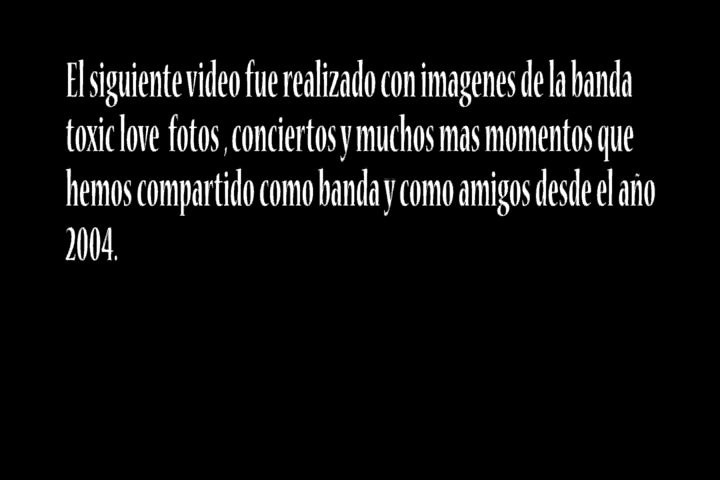 El siguiente video fue realizado con imagenes de la banda
toxic love  fotos , conciertos y muchos mas momentos que
hemos compartido como banda y como amigos desde el año
2004.